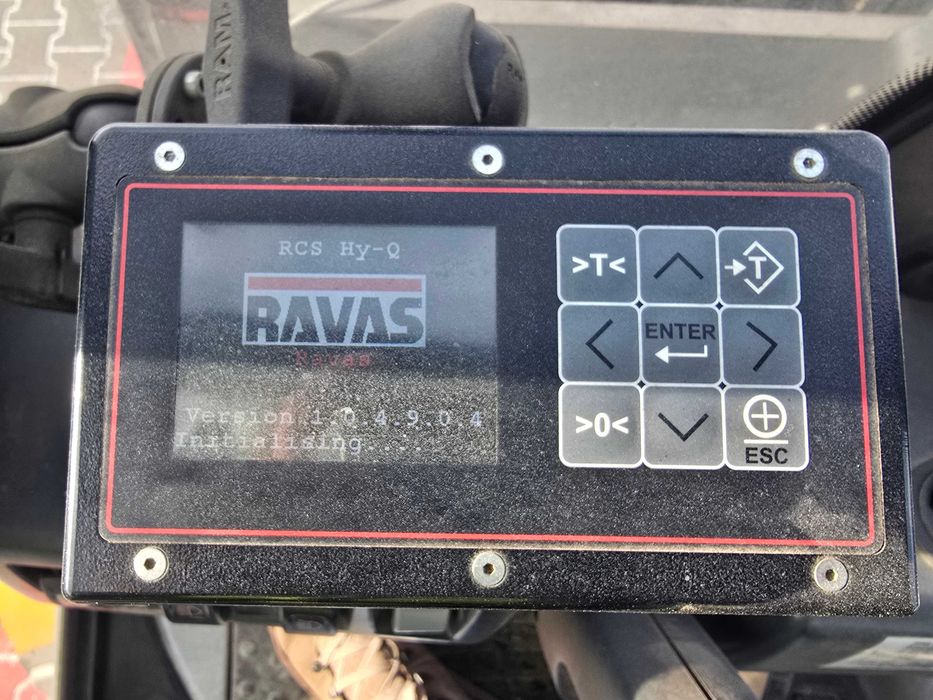 RAM
RCS Hy-Q
RAVAS
Ravas
Version 1.0.4.9.0.4
Initialising....
>T<
T
ENTER
>0<
ESC